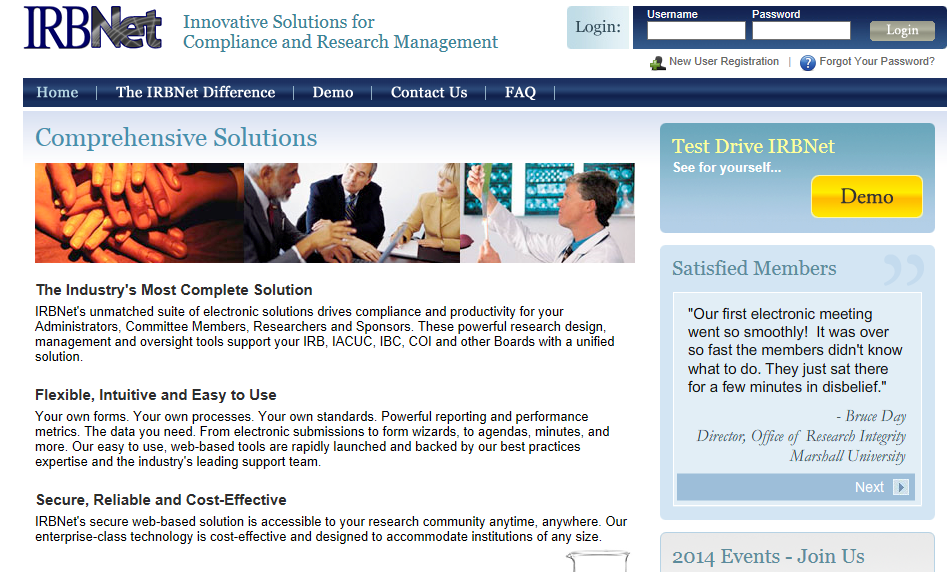 IRBNet
Innovative Solutions for
Compliance and Research Management
Login:
Username
Password
Login
New User Registration | ? Forgot Your Password?
Home | The IRBNet Difference | Demo | Contact Us | FAQ |
Comprehensive Solutions
The Industry's Most Complete Solution
IRBNet's unmatched suite of electronic solutions drives compliance and productivity for your
Administrators, Committee Members, Researchers and Sponsors. These powerful research design,
management and oversight tools support your IRB, IACUC, IBC, COI and other Boards with a unified
solution.
Flexible, Intuitive and Easy to Use
Your own forms. Your own processes. Your own standards. Powerful reporting and performance
metrics. The data you need. From electronic submissions to form wizards, to agendas, minutes, and
more. Our easy to use, web-based tools are rapidly launched and backed by our best practices
expertise and the industry's leading support team.
Secure, Reliable and Cost-Effective
IRBNet's secure web-based solution is accessible to your research community anytime, anywhere. Our
enterprise-class technology is cost-effective and designed to accommodate institutions of any size.
Test Drive IRBNet
See for yourself...
Demo
Satisfied Members
"Our first electronic meeting
went so smoothly! It was over
so fast the members didn't know
what to do. They just sat there
for a few minutes in disbelief."
- Bruce Day
Director, Office of Research Integrity
Marshall University
Next
2014 Events - Join Us